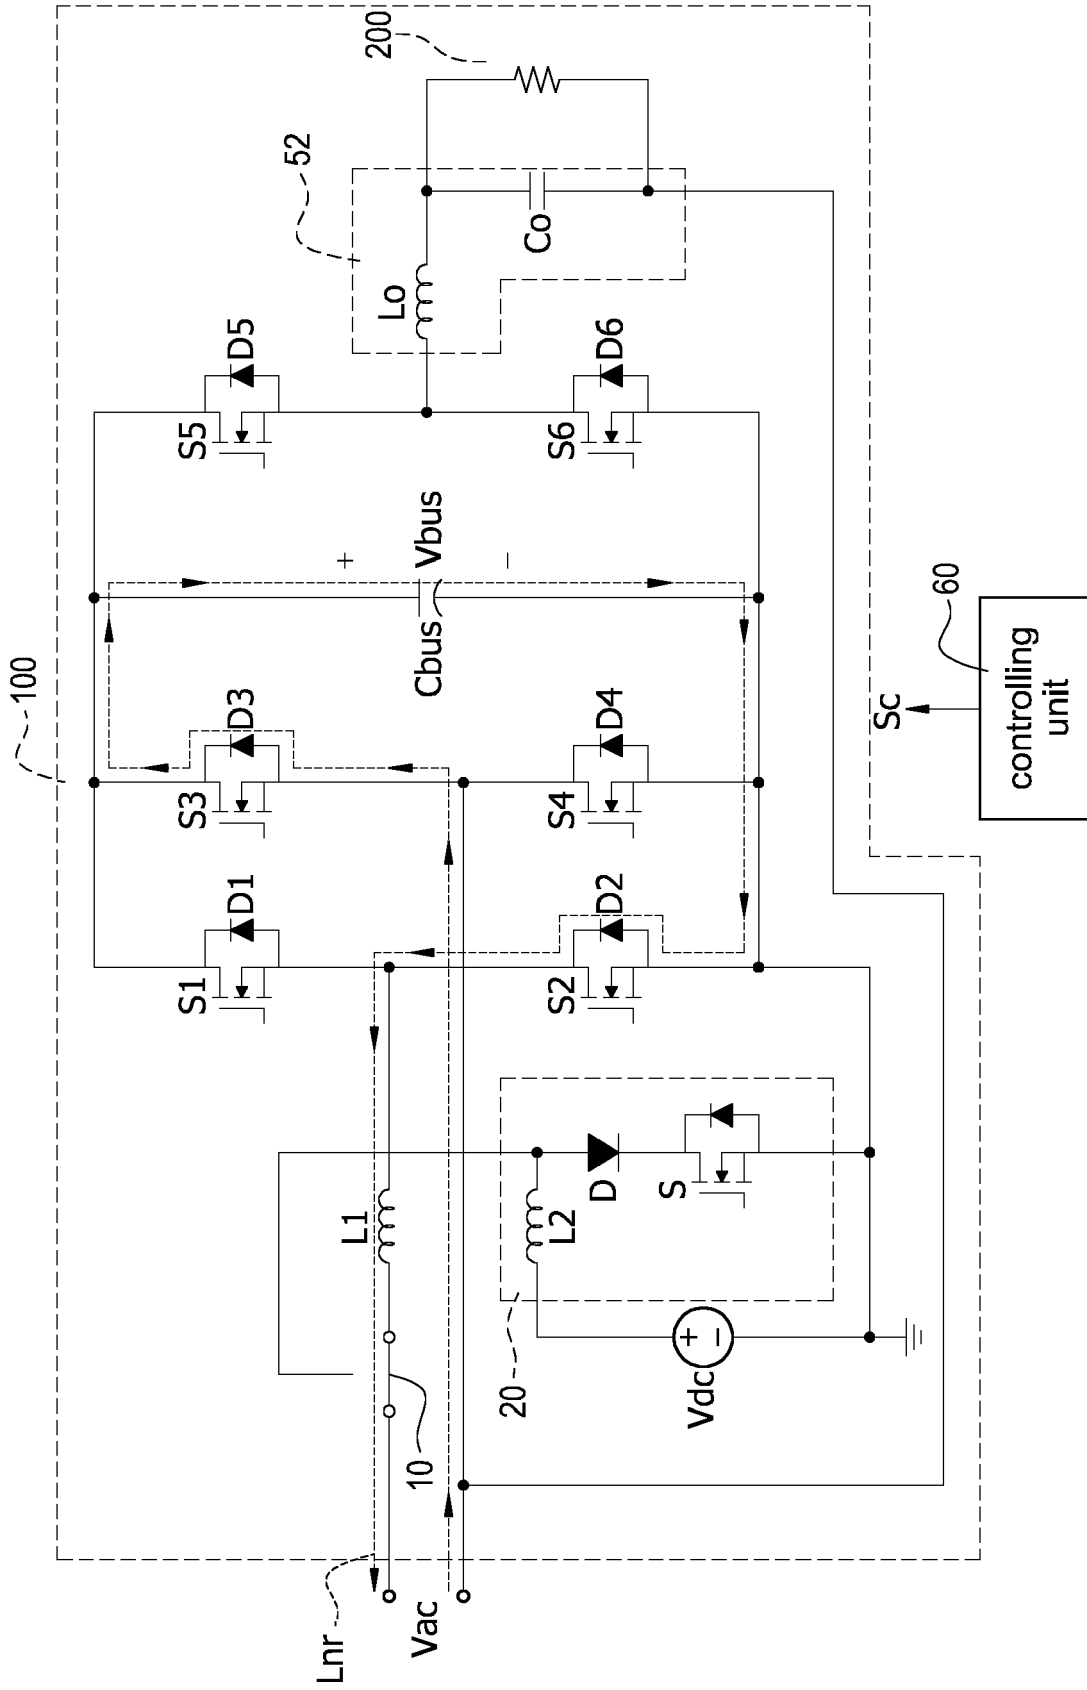 100
200
52
S1
D1
S3
D3
S5
D5
+
Cbus
Vbus
−
Lo
Co
Lnr
Vac
10
L1
20
L2
D
S
Vdc
+
−
S2
D2
S4
D4
S6
D6
Sc
60
controlling
unit